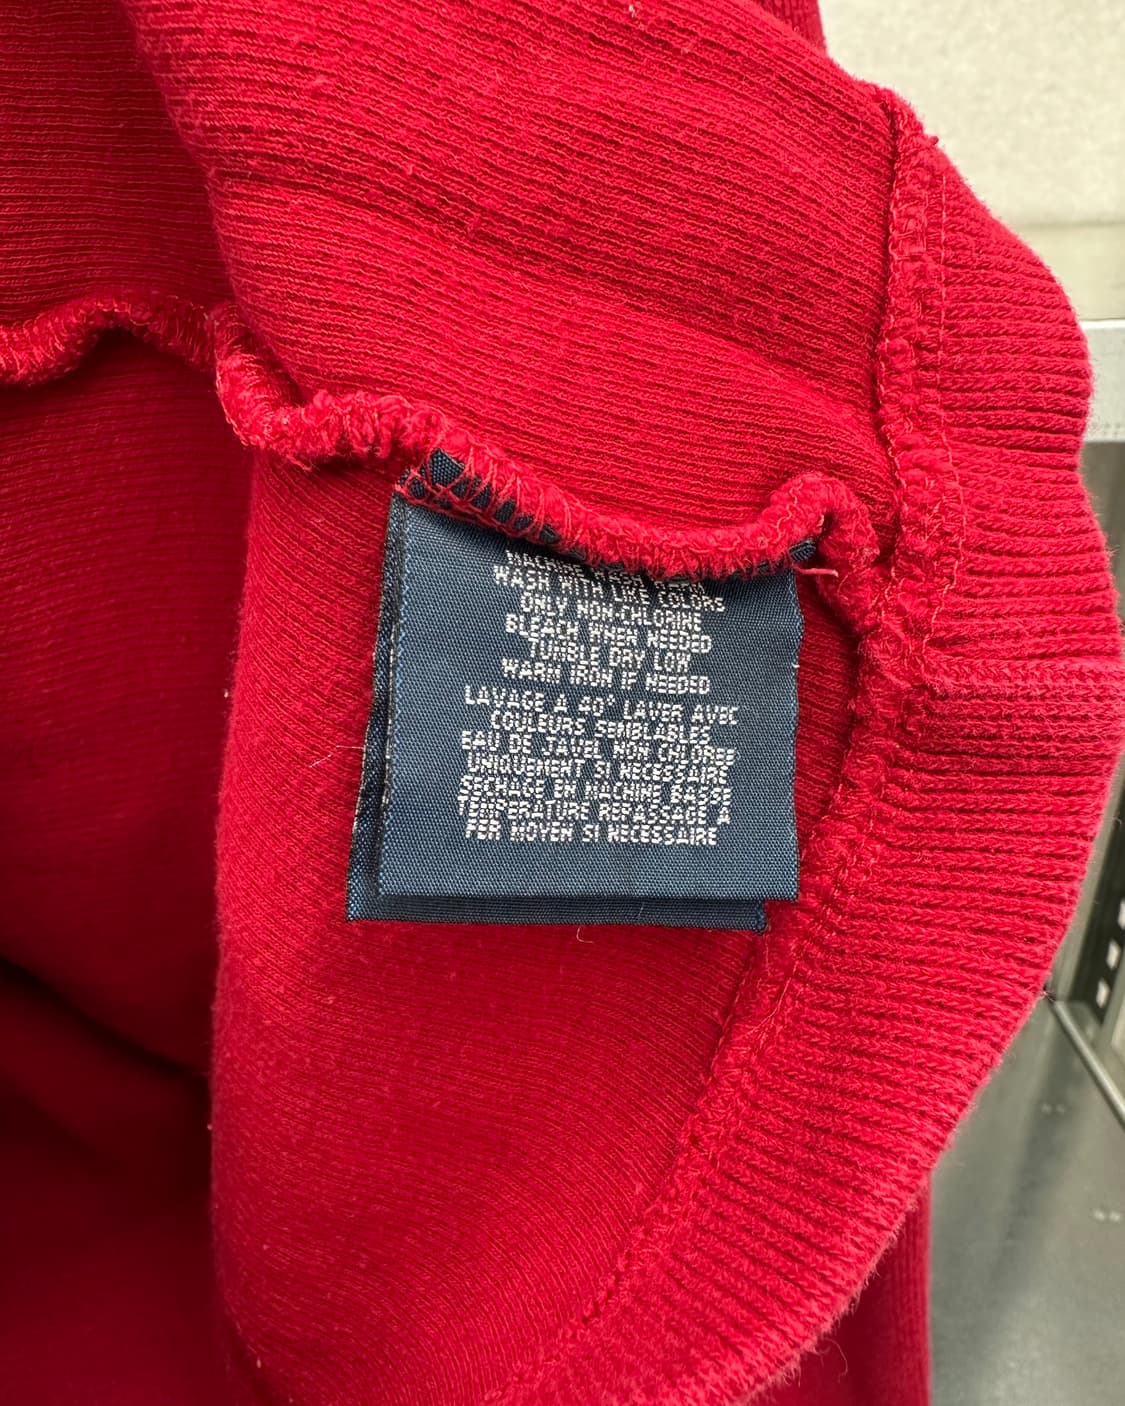 MACHINE WASH
WASH WITH LIKE COLORS
ONLY NON-CHLORINE
BLEACH WHEN NEEDED
TUMBLE DRY LOW
WARM IRON IF NEEDED
LAVAGE A 40° LAVER AVEC
COULEURS SEMBLABLES
EAU DE JAVEL NON CHLOREE
UNIQUEMENT SI NECESSAIRE
SECHAGE EN MACHINE BASSE
TEMPERATURE REPASSAGE A
FER MOYEN SI NECESSAIRE